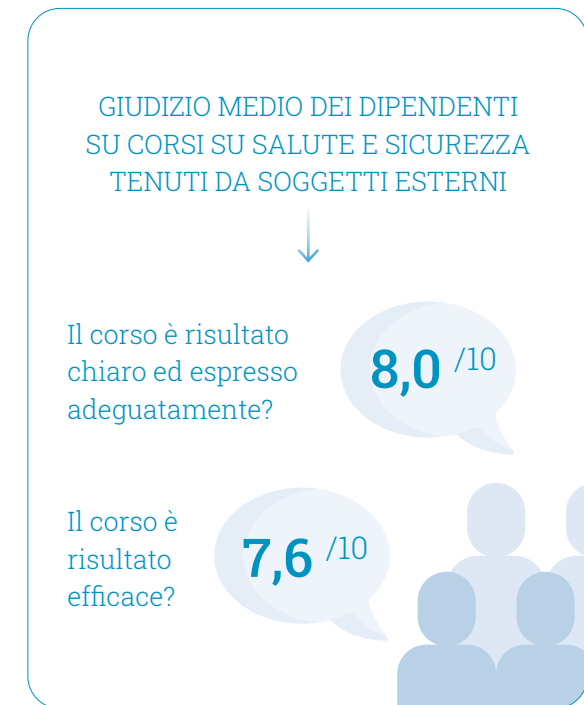 GIUDIZIO MEDIO DEI DIPENDENTI
SU CORSI SU SALUTE E SICUREZZA
TENUTI DA SOGGETTI ESTERNI
Il corso è risultato
chiaro ed espresso
adeguatamente?
8,0 /10
Il corso è
risultato
efficace?
7,6 /10